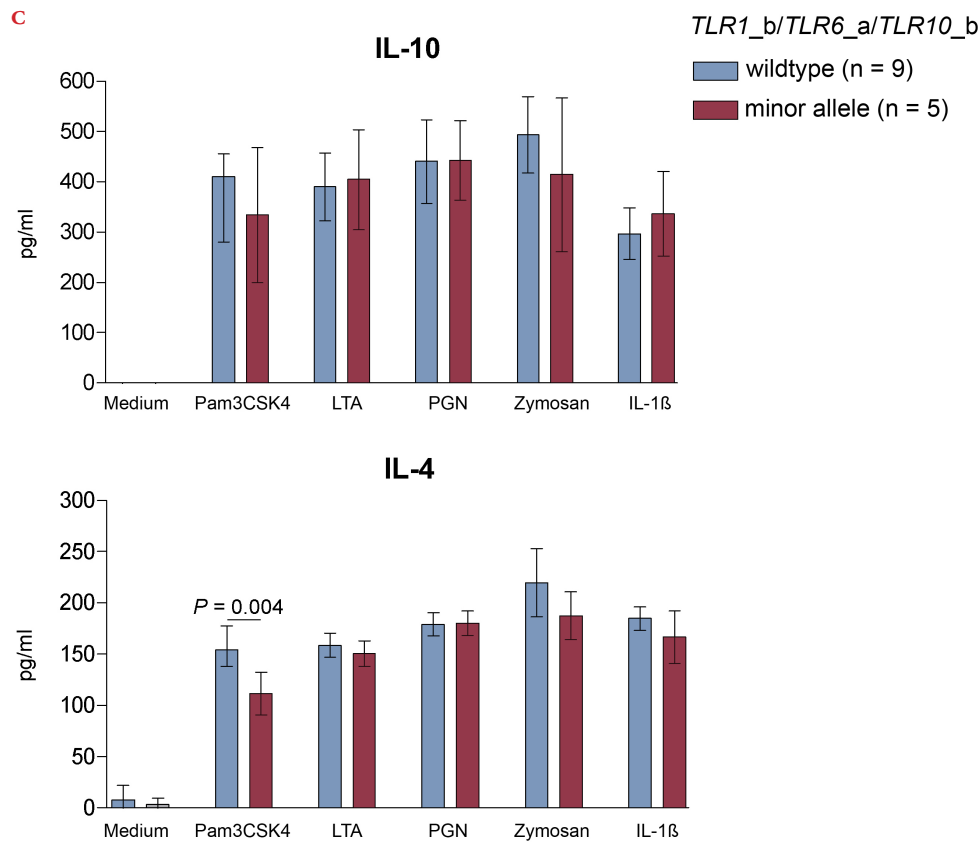 C
TLR1_b/TLR6_a/TLR10_b
wildtype (n = 9)
minor allele (n = 5)
IL-10
600
500
400
300
200
100
0
pg/ml
Medium Pam3CSK4 LTA PGN Zymosan IL-1ß
IL-4
300
250
200
150
100
50
0
pg/ml
P = 0.004
Medium Pam3CSK4 LTA PGN Zymosan IL-1ß